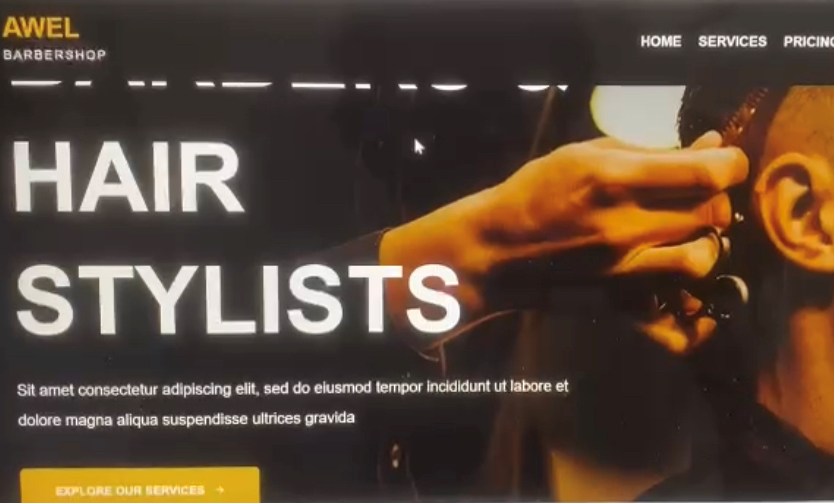 AWEL
BARBERSHOP
HOME SERVICES
HAIR
STYLISTS
Sit amet consectetur adipiscing elit, sed do eiusmod tempor incididunt ut labore et
dolore magna aliqua suspendisse ultrices gravida
EXPLORE OUR SERVICES →